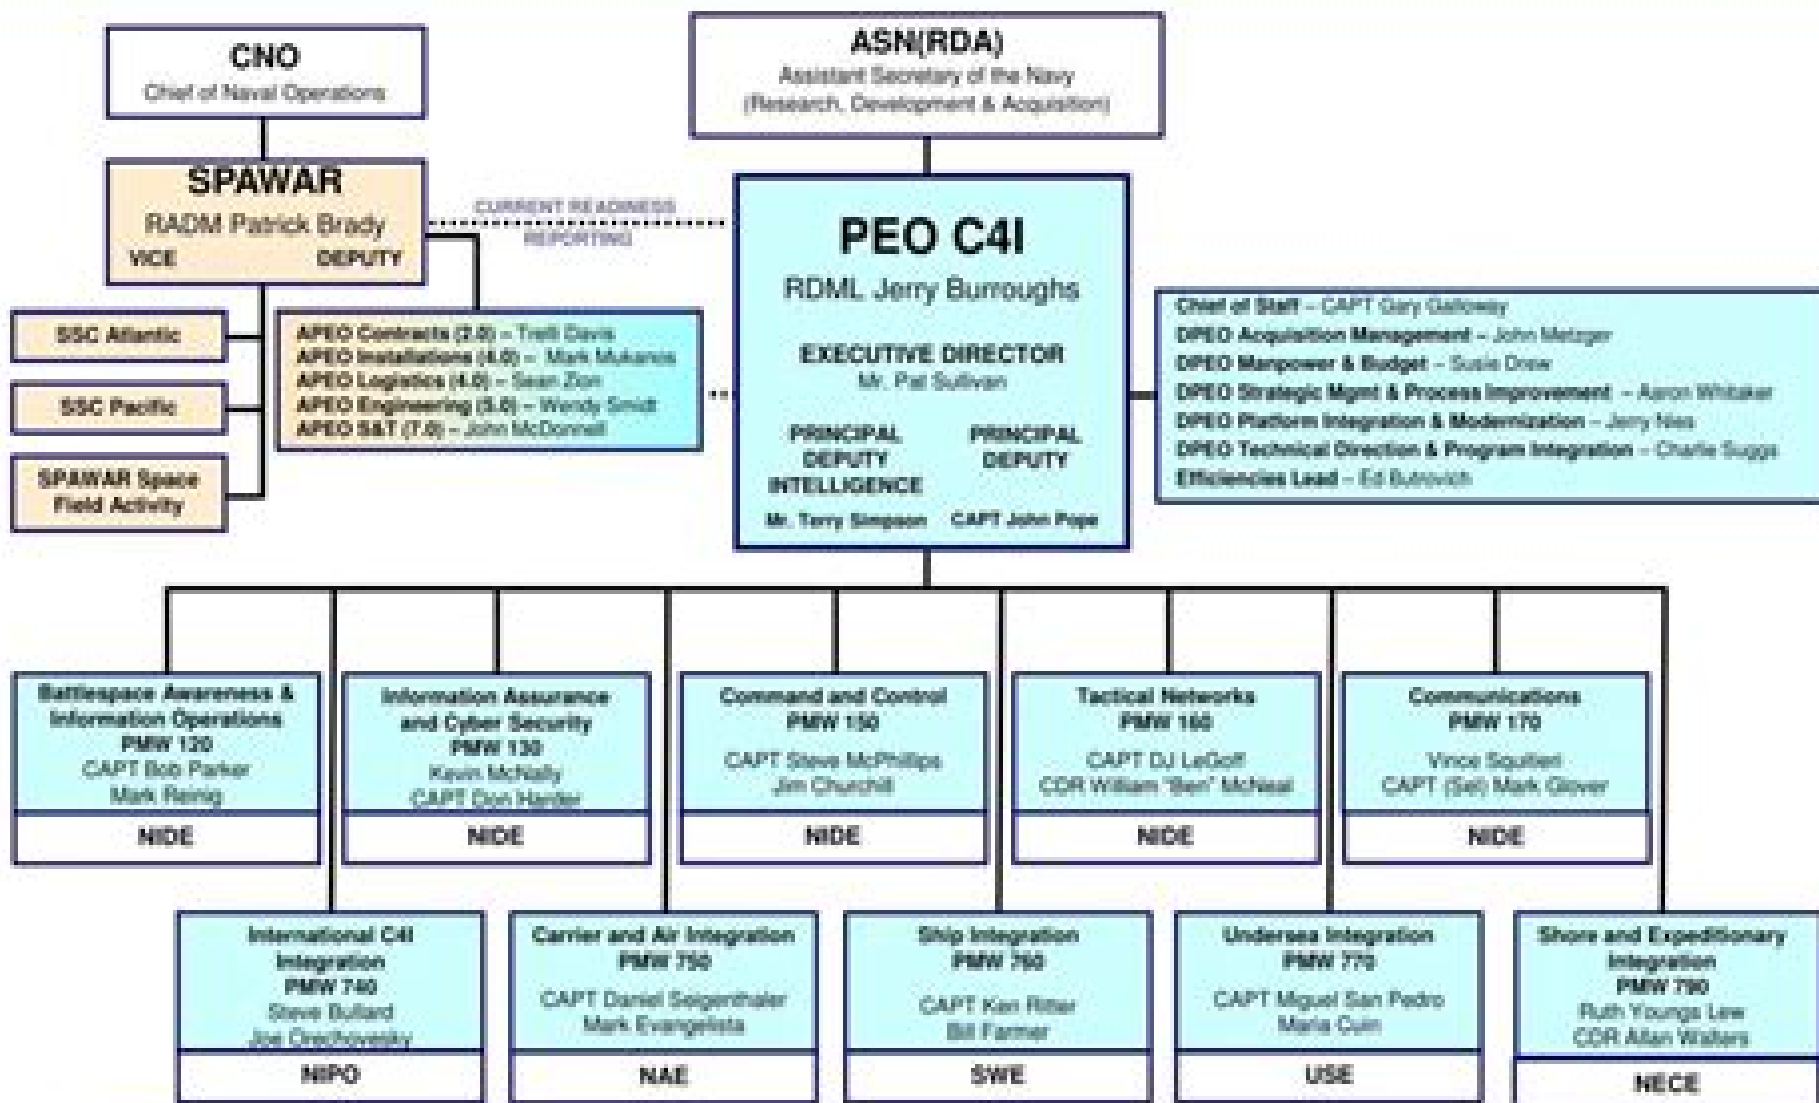 CNO
Chief of Naval Operations
ASN(RDA)
Assistant Secretary of the Navy
(Research, Development & Acquisition)
SPAWAR
RADM Patrick Brady
VICE DEPUTY
CURRENT READINESS
REPORTING
SSC Atlantic
SSC Pacific
SPAWAR Space
Field Activity
APEO Contracts (2.0) – Trelli Davis
APEO Installations (4.0) – Mark
APEO Logistics (4.0) – Sean Zion
APEO Engineering (5.0) – Wendy Smidt
APEO S&T (7.0) – John McDonnell
PEO C4I
RDML Jerry Burroughs
EXECUTIVE DIRECTOR
Mr. Pat Sullivan
PRINCIPAL
DEPUTY
INTELLIGENCE
Mr. Terry Simpson
PRINCIPAL
DEPUTY
CAPT John Pope
Chief of Staff – CAPT Gary Galloway
DPEO Acquisition Management – John Metzger
DPEO Manpower & Budget – Susie Drew
DPEO Strategic Mgmt & Process Improvement – Aaron Whitaker
DPEO Platform Integration & Modernization – Jerry Nies
DPEO Technical Direction & Program Integration – Charlie Suggs
Efficiencies Lead – Ed Butrovich
Battlespace Awareness &
Information Operations
PMW 120
CAPT Bob Parker
Mark Reinig
NIDE
Information Assurance
and Cyber Security
PMW 130
Kevin McNally
CAPT Don Harder
NIDE
Command and Control
PMW 150
CAPT Steve McPhillips
Jim Churchill
NIDE
Tactical Networks
PMW 160
CAPT DJ LeGoff
CDR William "Ben" McNeal
NIDE
Communications
PMW 170
Vince Squitieri
CAPT (Sel) Mark Glover
NIDE
International C4I
Integration
PMW 740
Steve Bullard
Joe Orechovesky
NIPO
Carrier and Air Integration
PMW 750
CAPT Daniel Seigenthaler
Mark Evangelista
NAE
Ship Integration
PMW 760
CAPT Ken Ritter
Bill Farmer
SWE
Undersea Integration
PMW 770
CAPT Miguel San Pedro
Maria Cuin
USE
Shore and Expeditionary
Integration
PMW 790
Ruth Youngs Lew
CDR Allan Walters
NECE